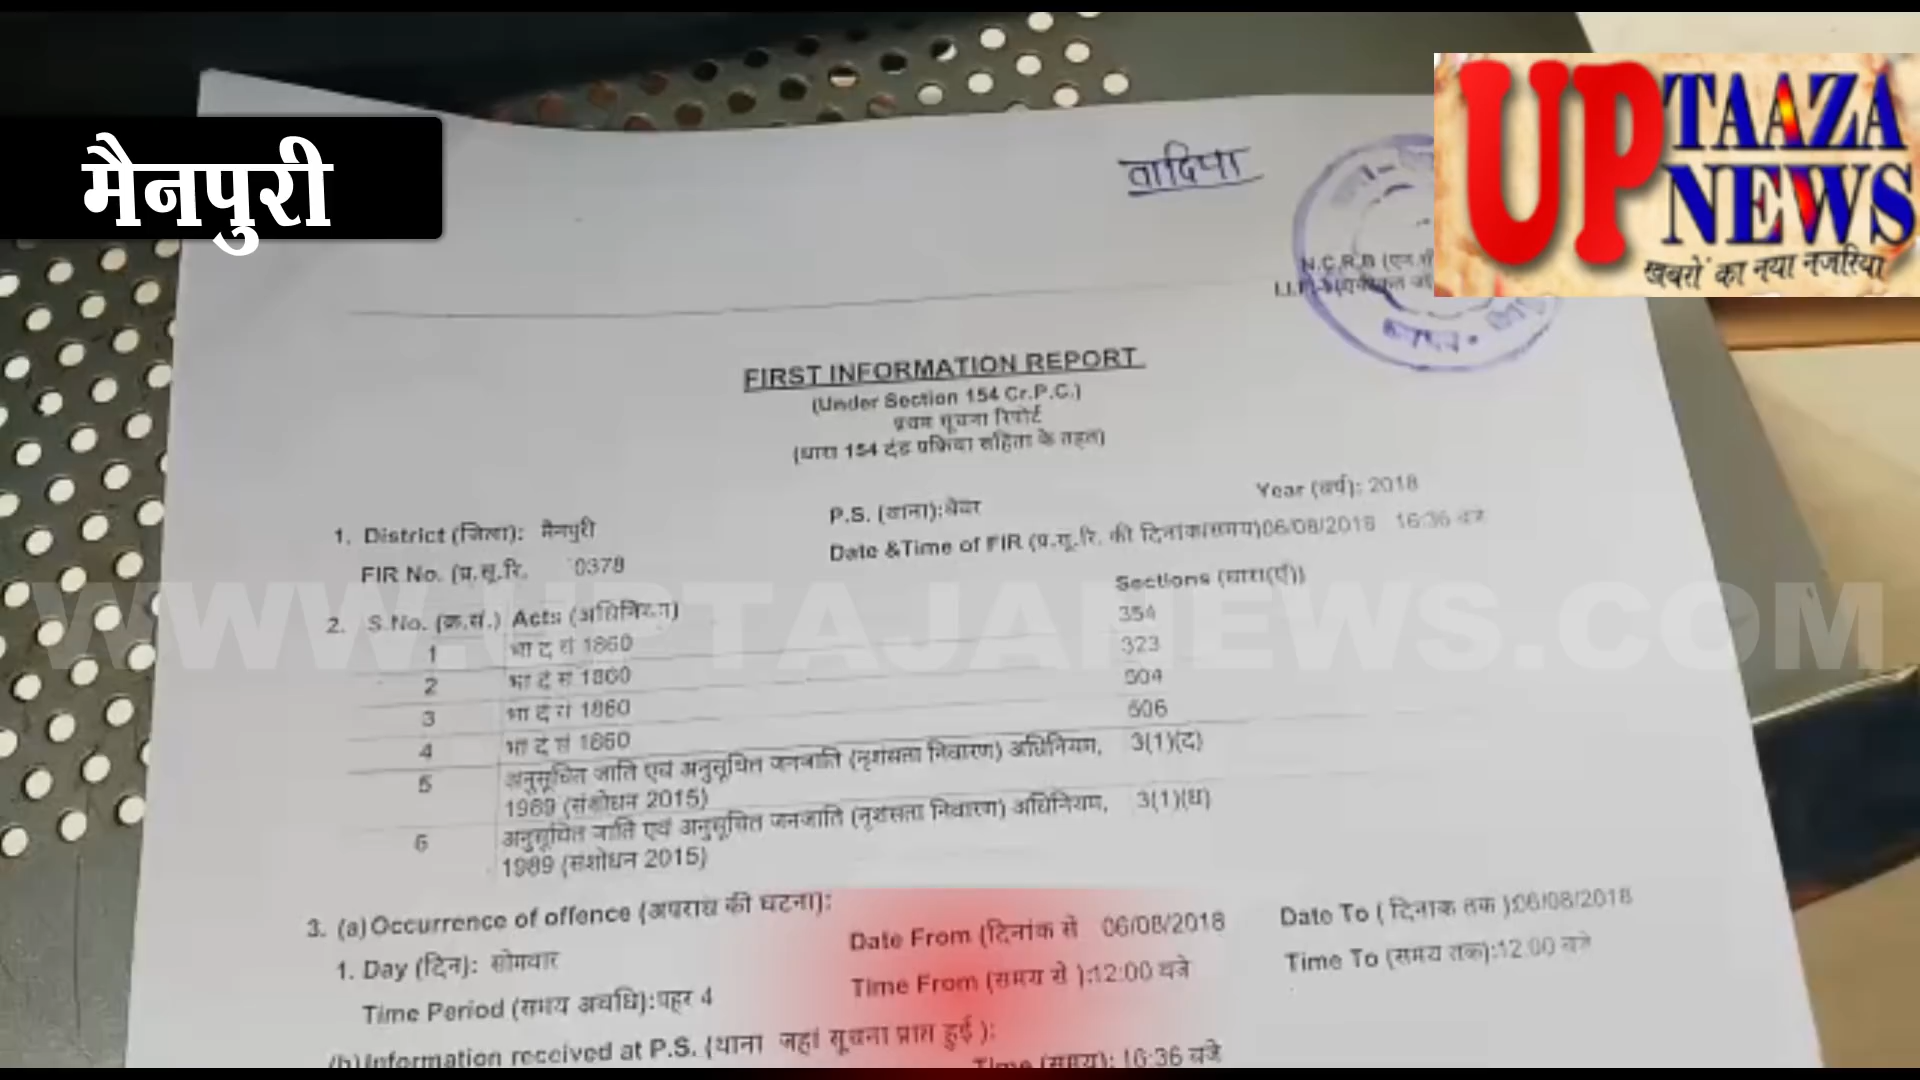 मैनपुरी
UP TAAZA NEWS
खबरों का नया नजरिया
वादिया
N.C.R.B (एन.सी
FIRST INFORMATION REPORT
(Under Section 154 Cr.P.C.)
प्रथम सूचना रिपोर्ट
(धारा 154 दंड प्रक्रिया सहिता के तहत)
1. District (जिला): मैनपुरी P.S. (थाना):बेवर Year (वर्ष): 2018
FIR No. (प्र.सू.रि. 0378 Date &Time of FIR (प्र.सू.रि. की दिनांक/समय)06/08/2018 16:36 बजे
2. S.No. (क्र.सं.) Acts (अधिनियम) Sections (धारा(एँ))
1 भा द सं 1860 354
2 भा द सं 1860 323
3 भा द सं 1860 504
4 भा द सं 1860 506
5 अनुसूचित जाति एवं अनुसूचित जनजाति (नृशंसता निवारण) अधिनियम, 3(1)(द)
1989 (संशोधन 2015)
6 अनुसूचित जाति एवं अनुसूचित जनजाति (नृशंसता निवारण) अधिनियम, 3(1)(ध)
1989 (संशोधन 2015)
WWW.UPTAJANEWS.COM
3. (a) Occurrence of offence (अपराध की घटना):
1. Day (दिन): सोमवार Date From (दिनांक से 06/08/2018 Date To ( दिनांक तक ):06/08/2018
Time Period (समय अवधि):पहर 4 Time From (समय से ):12:00 बजे Time To (समय तक):12:00 बजे
(b) Information received at P.S. (थाना जहां सूचना प्राप्त हुई ):
Time (समय): 16:36 बजे